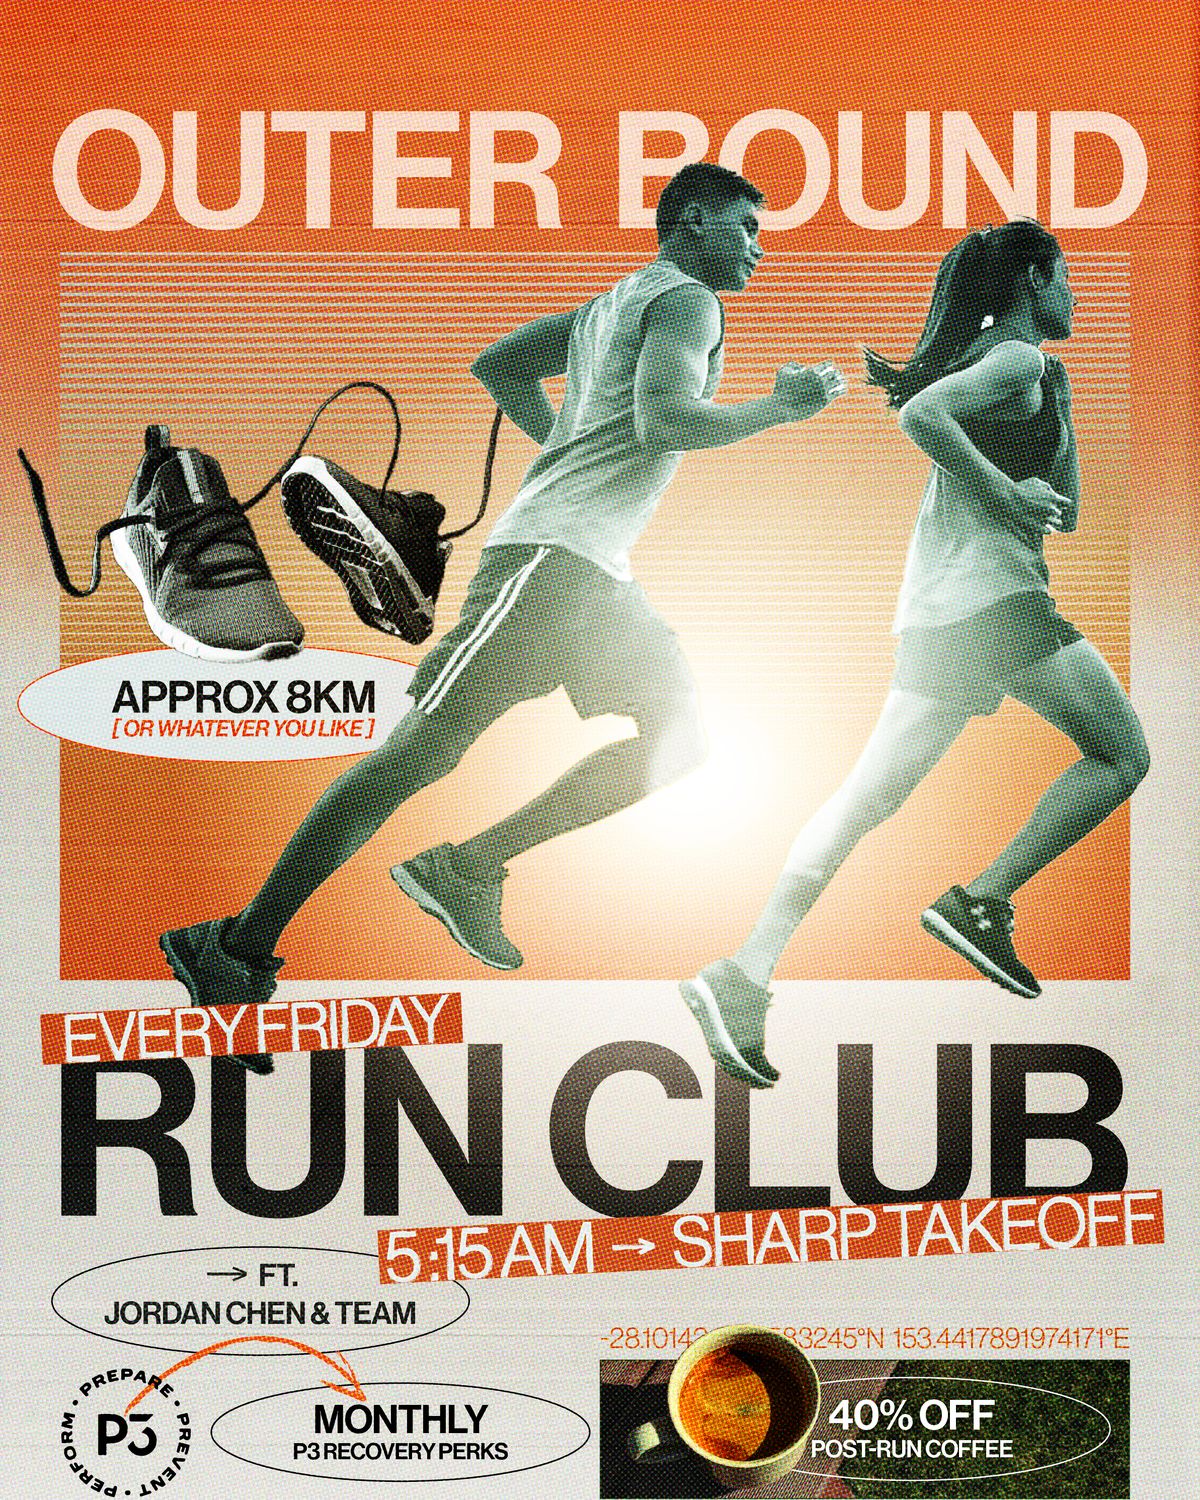 OUTER BOUND
APPROX 8KM
[ OR WHATEVER YOU LIKE ]
EVERY FRIDAY
RUN CLUB
5:15 AM → SHARP TAKEOFF
→ FT.
JORDAN CHEN & TEAM
153.4417891974171°E
PREPARE · PREVENT · PERFORM ·
P3
MONTHLY
P3 RECOVERY PERKS
40% OFF
POST-RUN COFFEE